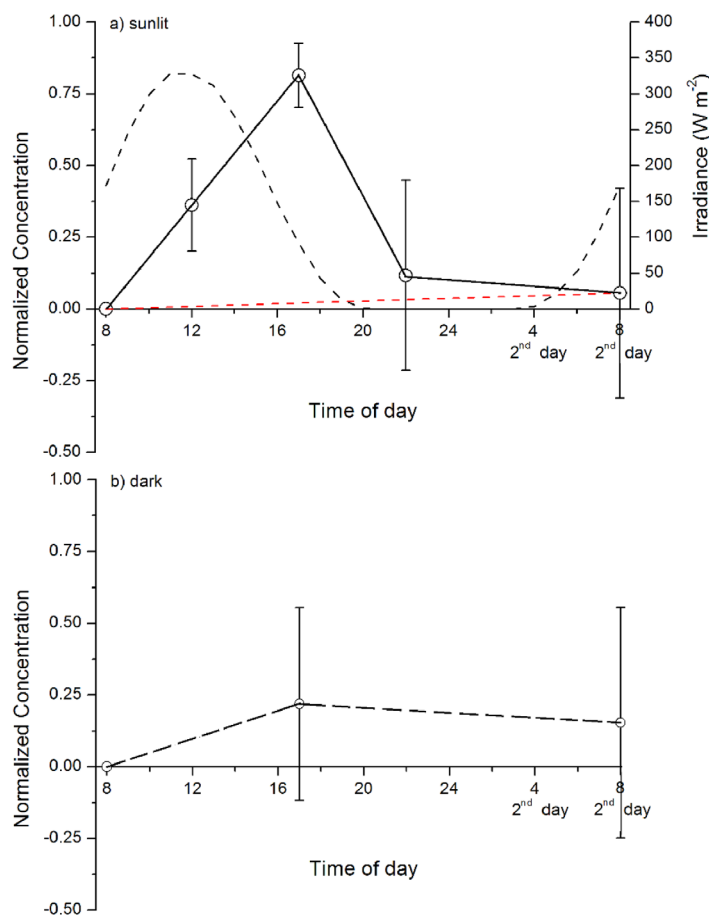 a) sunlit
1.00
0.75
0.50
0.25
0.00
-0.25
-0.50
Normalized Concentration
400
350
300
250
200
150
100
50
0
Irradiance (W m⁻²)
8 12 16 20 24 4 8
2ⁿᵈ day 2ⁿᵈ day
Time of day
b) dark
1.00
0.75
0.50
0.25
0.00
-0.25
-0.50
Normalized Concentration
8 12 16 20 24 4 8
2ⁿᵈ day 2ⁿᵈ day
Time of day